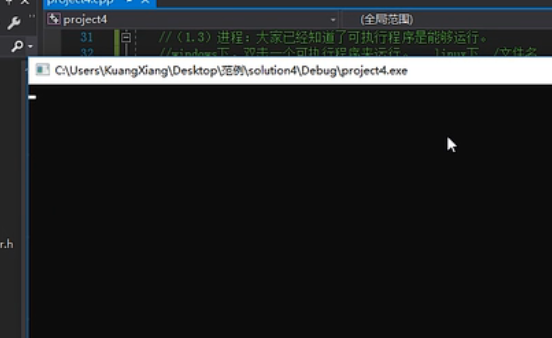 project4.cpp
project4 (全局范围)
31 //（1.3）进程：大家已经知道了可执行程序是能够运行。
32 //windows下，双击一个可执行程序来运行。 linux下 ./文件名
C:\Users\KuangXiang\Desktop\范例\solution4\Debug\project4.exe
r.h